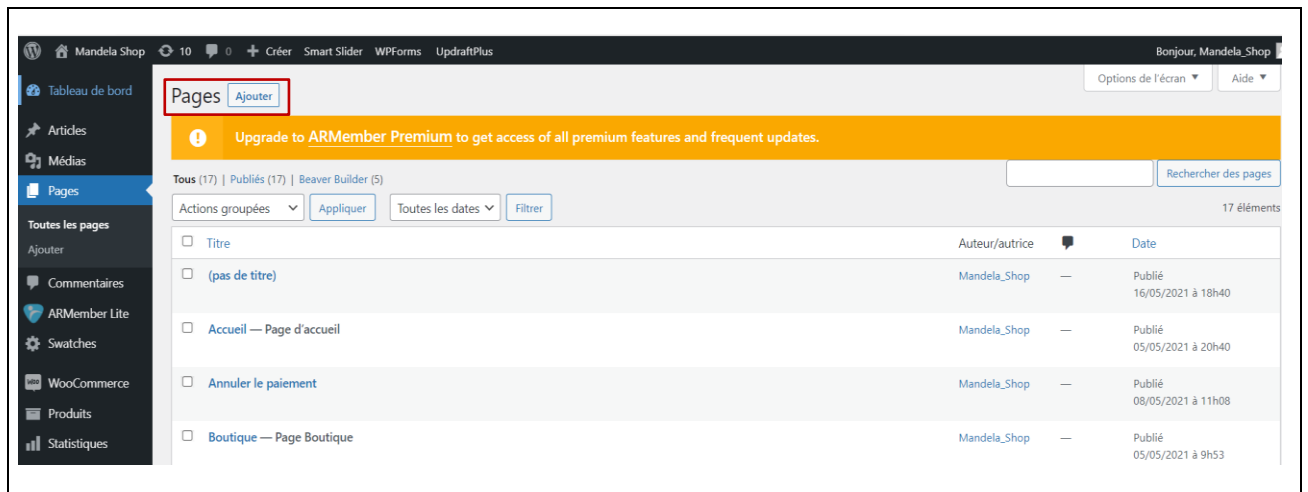 Mandela Shop 10 0 Créer Smart Slider WPForms UpdraftPlus Bonjour, Mandela_Shop
Options de l'écran ▼ Aide ▼
Tableau de bord
Articles
Médias
Pages
Toutes les pages
Ajouter
Commentaires
ARMember Lite
Swatches
WooCommerce
Produits
Statistiques
Pages Ajouter
Upgrade to ARMember Premium to get access of all premium features and frequent updates.
Tous (17) | Publiés (17) | Beaver Builder (5)
Rechercher des pages
Actions groupées Appliquer Toutes les dates Filtrer 17 éléments
Titre Auteur/autrice Date
(pas de titre) Mandela_Shop — Publié
16/05/2021 à 18h40
Accueil — Page d'accueil Mandela_Shop — Publié
05/05/2021 à 20h40
Annuler le paiement Mandela_Shop — Publié
08/05/2021 à 11h08
Boutique — Page Boutique Mandela_Shop — Publié
05/05/2021 à 9h53